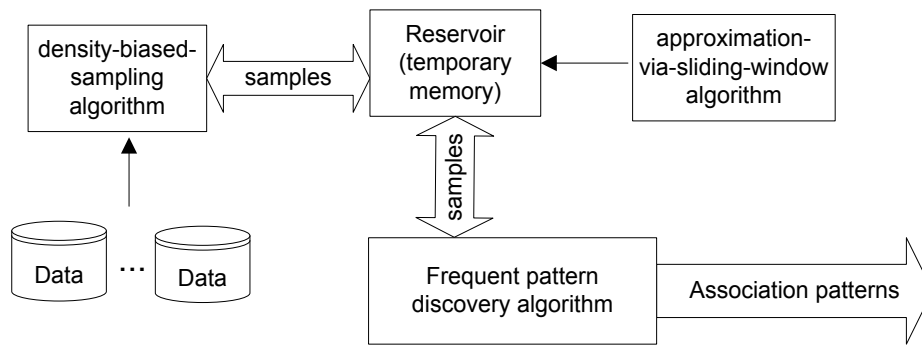 density-biased-
sampling
algorithm
samples
Reservoir
(temporary
memory)
approximation-
via-sliding-window
algorithm
samples
Data
...
Data
Frequent pattern
discovery algorithm
Association patterns